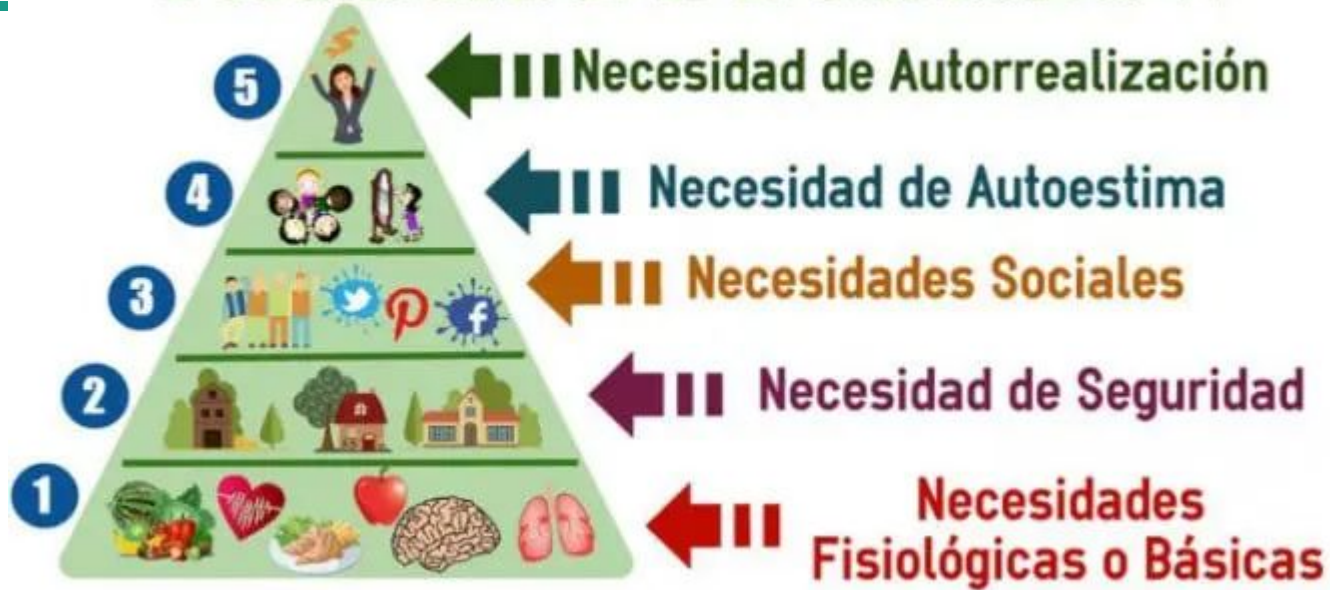 5
Necesidad de Autorrealización
4
Necesidad de Autoestima
3
Necesidades Sociales
2
Necesidad de Seguridad
1
Necesidades
Fisiológicas o Básicas